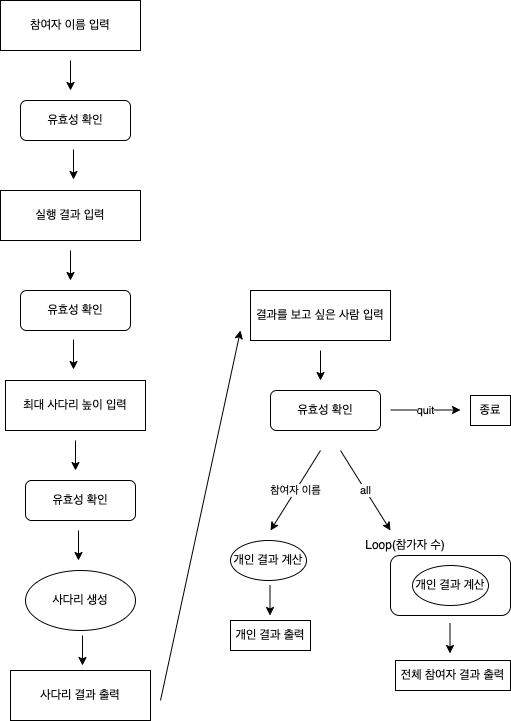 참여자 이름 입력
유효성 확인
실행 결과 입력
유효성 확인
최대 사다리 높이 입력
유효성 확인
사다리 생성
사다리 결과 출력
결과를 보고 싶은 사람 입력
유효성 확인
quit
종료
참여자 이름
all
개인 결과 계산
개인 결과 출력
Loop(참가자 수)
개인 결과 계산
전체 참여자 결과 출력